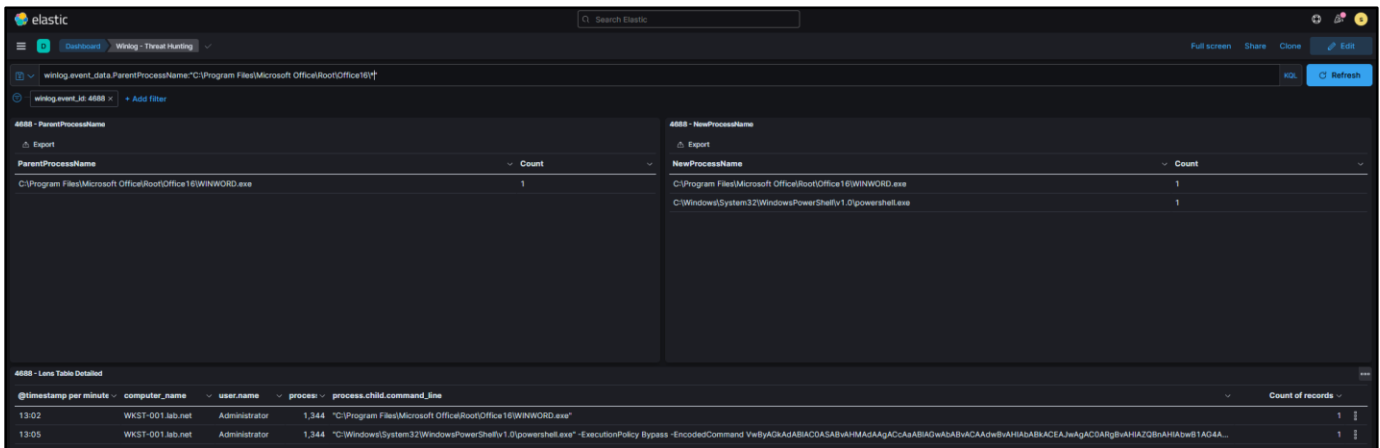 elastic
Search Elastic
s
D Dashboard Winlog - Threat Hunting Full screen Share Clone Edit
winlog.event_data.ParentProcessName:"C:\Program Files\Microsoft Office\Root\Office16\*" KQL Refresh
winlog.event_id: 4688 × + Add filter
4688 - ParentProcessName
Export
ParentProcessName Count
C:\Program Files\Microsoft Office\Root\Office16\WINWORD.exe 1
4688 - NewProcessName
Export
NewProcessName Count
C:\Program Files\Microsoft Office\Root\Office16\WINWORD.exe 1
C:\Windows\System32\WindowsPowerShell\v1.0\powershell.exe 1
4688 - Lens Table Detailed
@timestamp per minute computer_name user.name process: process.child.command_line Count of records
13:02 WKST-001.lab.net Administrator 1,344 "C:\Program Files\Microsoft Office\Root\Office16\WINWORD.exe" 1
13:05 WKST-001.lab.net Administrator 1,344 "C:\Windows\System32\WindowsPowerShell\v1.0\powershell.exe" -ExecutionPolicy Bypass -EncodedCommand 1